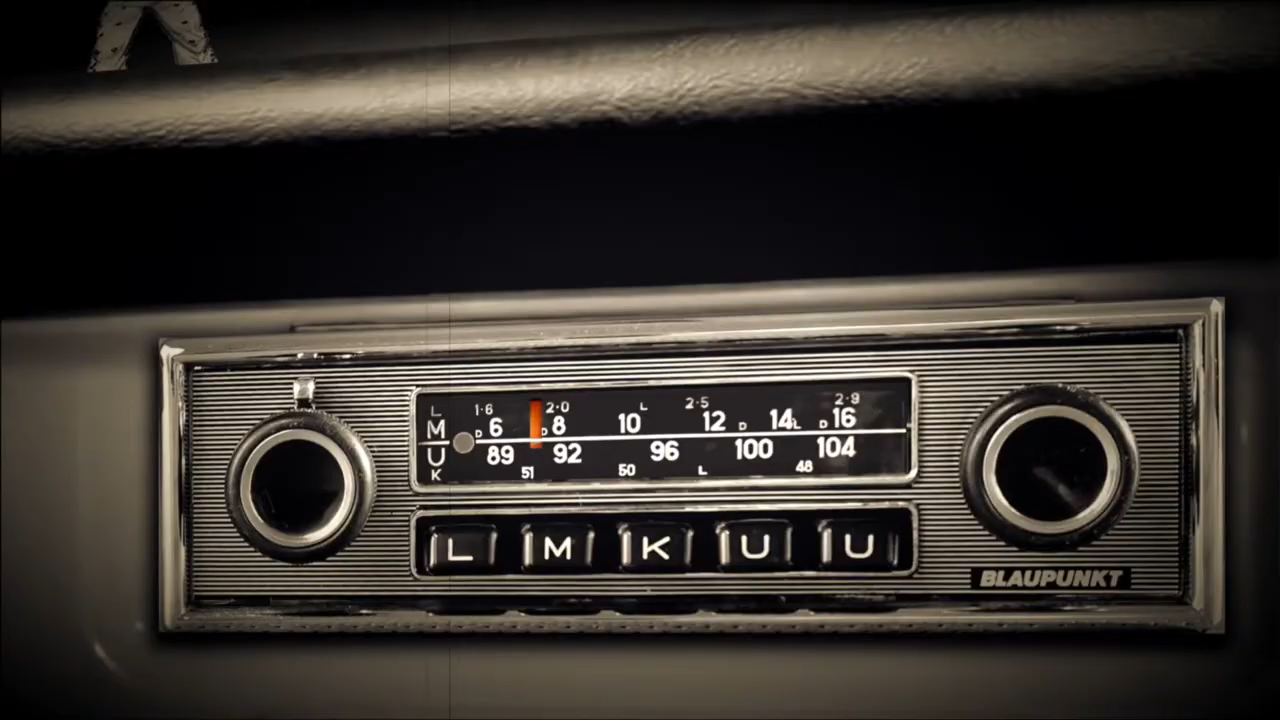 L 1·6 2·0 L 2·5 2·9
M D 6 D 8 10 12 D 14 L D 16
U 89 92 96 100 104
K 51 50 L 48
L M K U U
BLAUPUNKT